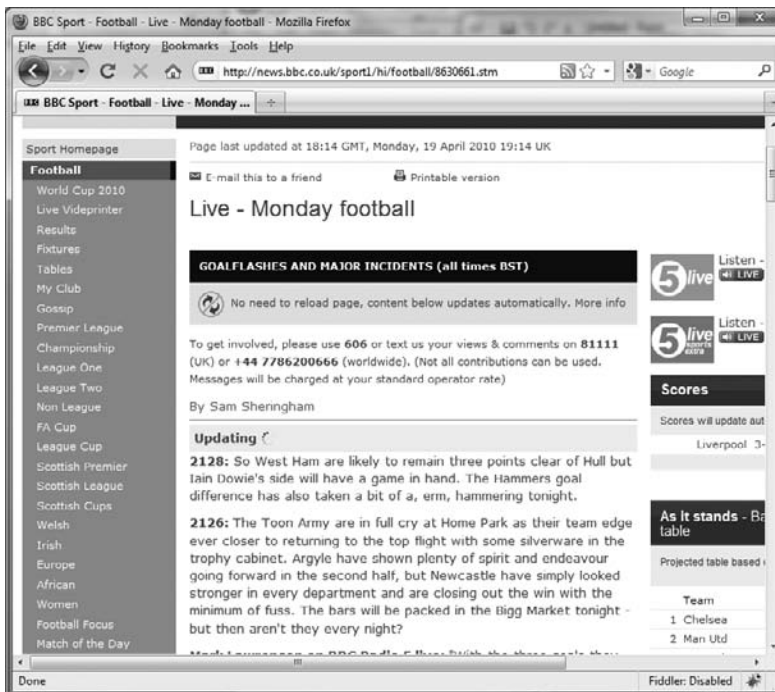 BBC Sport - Football - Live - Monday football - Mozilla Firefox
File Edit View History Bookmarks Tools Help
http://news.bbc.co.uk/sport1/hi/football/8630661.stm
Google
BBC Sport - Football - Live - Monday ...
Sport Homepage
Football
World Cup 2010
Live Videprinter
Results
Fixtures
Tables
My Club
Gossip
Premier League
Championship
League One
League Two
Non League
FA Cup
League Cup
Scottish Premier
Scottish League
Scottish Cups
Welsh
Irish
Europe
African
Women
Football Focus
Match of the Day
Page last updated at 18:14 GMT, Monday, 19 April 2010 19:14 UK
E-mail this to a friend
Printable version
Live - Monday football
GOALFLASHES AND MAJOR INCIDENTS (all times BST)
No need to reload page, content below updates automatically. More info
To get involved, please use 606 or text us your views & comments on 81111
(UK) or +44 7786200666 (worldwide). (Not all contributions can be used.
Messages will be charged at your standard operator rate)
By Sam Sheringham
Updating
2128: So West Ham are likely to remain three points clear of Hull but
Iain Dowie's side will have a game in hand. The Hammers goal
difference has also taken a bit of a, erm, hammering tonight.
2126: The Toon Army are in full cry at Home Park as their team edge
ever closer to returning to the top flight with some silverware in the
trophy cabinet. Argyle have shown plenty of spirit and endeavour
going forward in the second half, but Newcastle have simply looked
stronger in every department and are closing out the win with the
minimum of fuss. The bars will be packed in the Bigg Market tonight -
but then aren't they every night?
5 live
Listen -
LIVE
5 live sports extra
Listen -
LIVE
Scores
Scores will update aut
Liverpool 3-
As it stands - Ba
table
Projected table based
Team
1 Chelsea
2 Man Utd
Done
Fiddler: Disabled